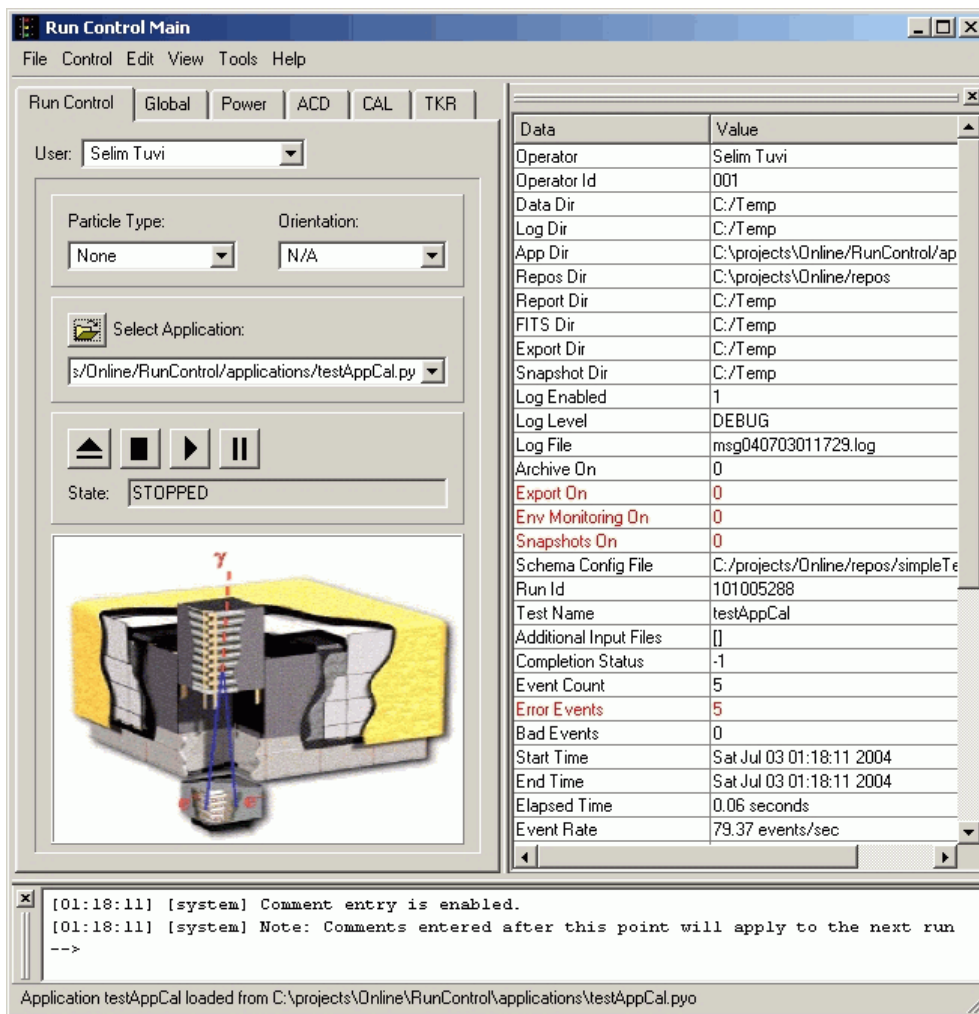 Run Control Main
File Control Edit View Tools Help
Run Control Global Power ACD CAL TKR
User: Selim Tuvi
Particle Type: Orientation:
None N/A
Select Application:
s/Online/RunControl/applications/testAppCal.py
State: STOPPED
γ
e e
Data Value
Operator Selim Tuvi
Operator Id 001
Data Dir C:/Temp
Log Dir C:/Temp
App Dir C:\projects\Online/RunControl/ap
Repos Dir C:\projects\Online/repos
Report Dir C:/Temp
FITS Dir C:/Temp
Export Dir C:/Temp
Snapshot Dir C:/Temp
Log Enabled 1
Log Level DEBUG
Log File msg040703011729.log
Archive On 0
Export On 0
Env Monitoring On 0
Snapshots On 0
Schema Config File C:/projects/Online/repos/simpleTe
Run Id 101005288
Test Name testAppCal
Additional Input Files []
Completion Status -1
Event Count 5
Error Events 5
Bad Events 0
Start Time Sat Jul 03 01:18:11 2004
End Time Sat Jul 03 01:18:11 2004
Elapsed Time 0.06 seconds
Event Rate 79.37 events/sec
[01:18:11] [system] Comment entry is enabled.
[01:18:11] [system] Note: Comments entered after this point will apply to the next run
-->
Application testAppCal loaded from C:\projects\Online\RunControl\applications\testAppCal.pyo